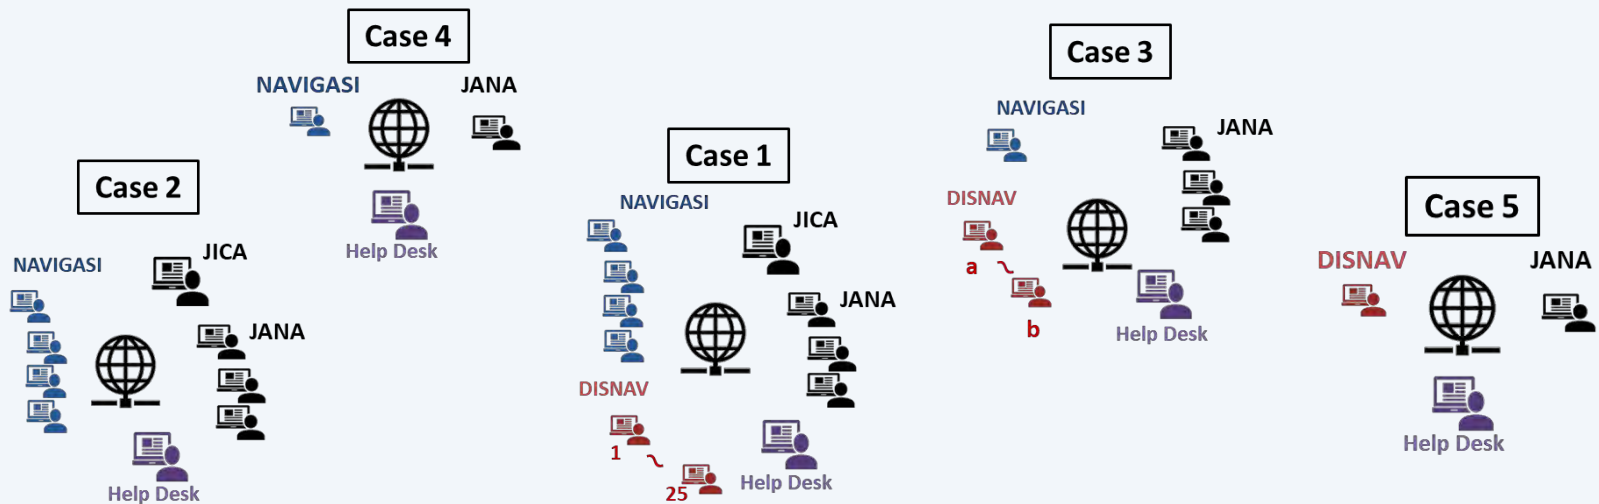 Case 2
NAVIGASI
JICA
JANA
Help Desk
Case 4
NAVIGASI
JANA
Help Desk
Case 1
NAVIGASI
JICA
JANA
DISNAV
1 ~ 25
Help Desk
Case 3
NAVIGASI
JANA
DISNAV
a ~
b
Help Desk
Case 5
DISNAV
JANA
Help Desk